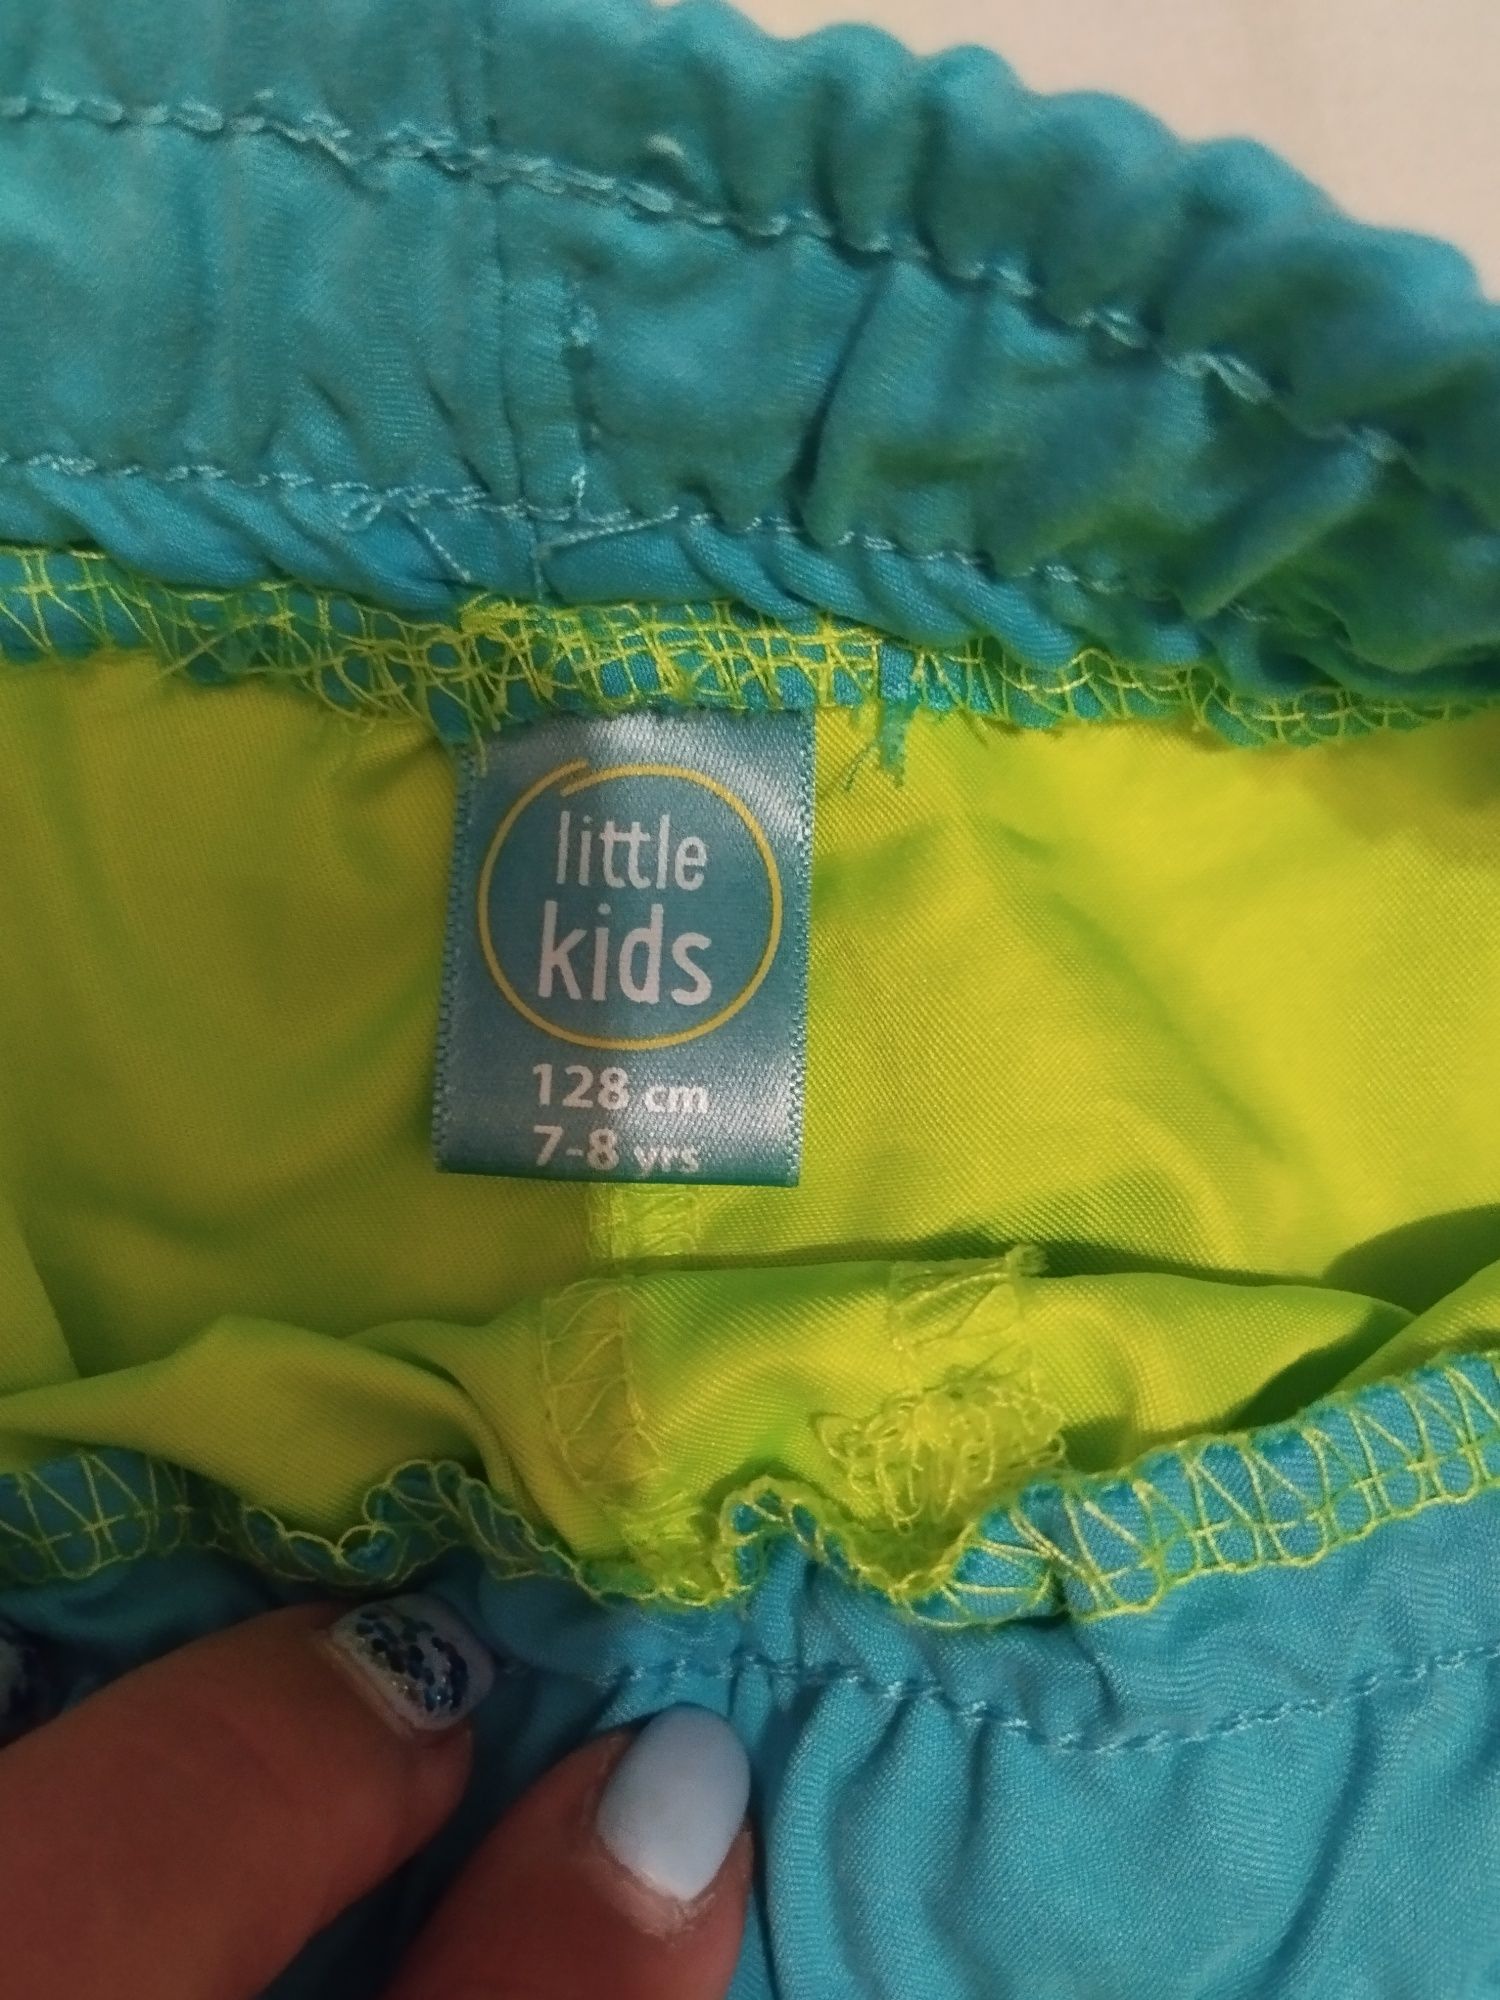 little
kids
128 cm
7-8 yrs